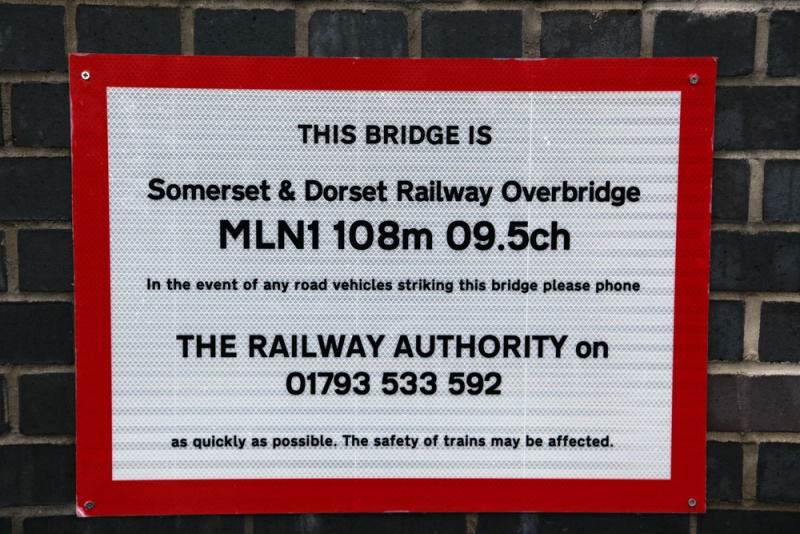 THIS BRIDGE IS
Somerset & Dorset Railway Overbridge
MLN1 108m 09.5ch
In the event of any road vehicles striking this bridge please phone
THE RAILWAY AUTHORITY on
01793 533 592
as quickly as possible. The safety of trains may be affected.